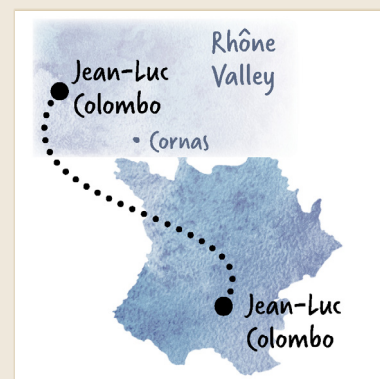 Rhône
Valley
Jean-Luc
Colombo
Cornas
Jean-Luc
Colombo